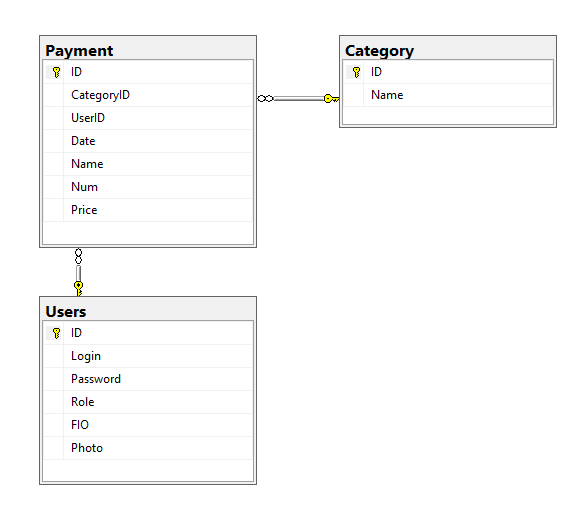 Payment
ID
CategoryID
UserID
Date
Name
Num
Price
Category
ID
Name
Users
ID
Login
Password
Role
FIO
Photo